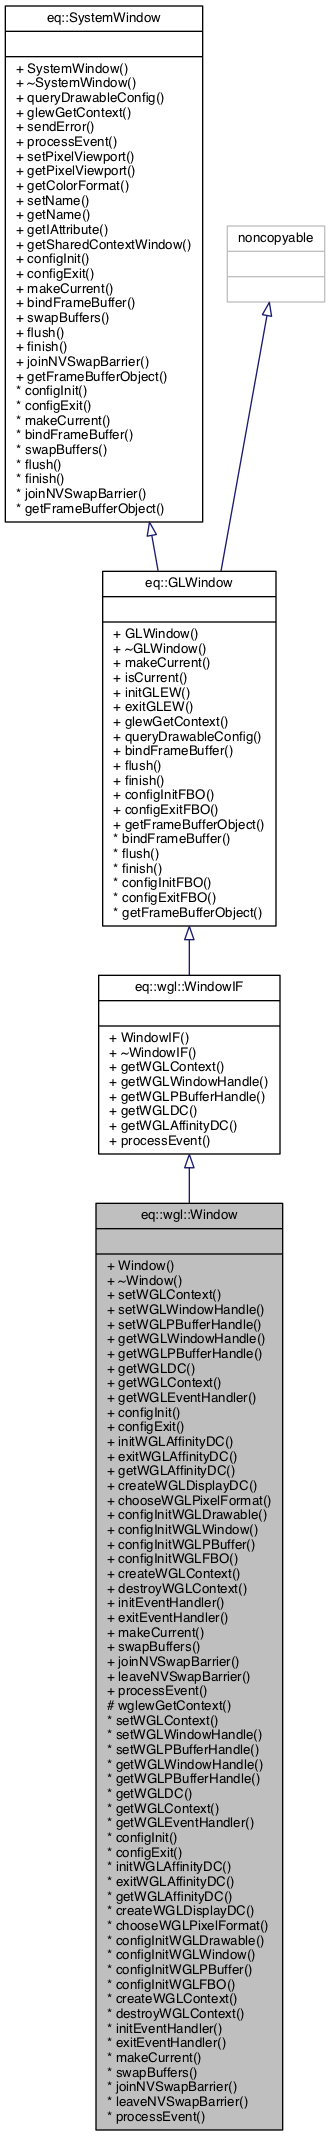 eq::SystemWindow
+ SystemWindow()
+ ~SystemWindow()
+ queryDrawableConfig()
+ glewGetContext()
+ sendError()
+ processEvent()
+ setPixelViewport()
+ getPixelViewport()
+ getColorFormat()
+ setName()
+ getName()
+ getIAttribute()
+ getSharedContextWindow()
+ configInit()
+ configExit()
+ makeCurrent()
+ bindFrameBuffer()
+ swapBuffers()
+ flush()
+ finish()
+ joinNVSwapBarrier()
+ getFrameBufferObject()
* configInit()
* configExit()
* makeCurrent()
* bindFrameBuffer()
* swapBuffers()
* flush()
* finish()
* joinNVSwapBarrier()
* getFrameBufferObject()
noncopyable
eq::GLWindow
+ GLWindow()
+ ~GLWindow()
+ makeCurrent()
+ isCurrent()
+ initGLEW()
+ exitGLEW()
+ glewGetContext()
+ queryDrawableConfig()
+ bindFrameBuffer()
+ flush()
+ finish()
+ configInitFBO()
+ configExitFBO()
+ getFrameBufferObject()
* bindFrameBuffer()
* flush()
* finish()
* configInitFBO()
* configExitFBO()
* getFrameBufferObject()
eq::wgl::WindowIF
+ WindowIF()
+ ~WindowIF()
+ getWGLContext()
+ getWGLWindowHandle()
+ getWGLPBufferHandle()
+ getWGLDC()
+ getWGLAffinityDC()
+ processEvent()
eq::wgl::Window
+ Window()
+ ~Window()
+ setWGLContext()
+ setWGLWindowHandle()
+ setWGLPBufferHandle()
+ getWGLWindowHandle()
+ getWGLPBufferHandle()
+ getWGLDC()
+ getWGLContext()
+ getWGLEventHandler()
+ configInit()
+ configExit()
+ initWGLAffinityDC()
+ exitWGLAffinityDC()
+ getWGLAffinityDC()
+ createWGLDisplayDC()
+ chooseWGLPixelFormat()
+ configInitWGLDrawable()
+ configInitWGLWindow()
+ configInitWGLPBuffer()
+ configInitWGLFBO()
+ createWGLContext()
+ destroyWGLContext()
+ initEventHandler()
+ exitEventHandler()
+ makeCurrent()
+ swapBuffers()
+ joinNVSwapBarrier()
+ leaveNVSwapBarrier()
+ processEvent()
# wglewGetContext()
* setWGLContext()
* setWGLWindowHandle()
* setWGLPBufferHandle()
* getWGLWindowHandle()
* getWGLPBufferHandle()
* getWGLDC()
* getWGLContext()
* getWGLEventHandler()
* configInit()
* configExit()
* initWGLAffinityDC()
* exitWGLAffinityDC()
* getWGLAffinityDC()
* createWGLDisplayDC()
* chooseWGLPixelFormat()
* configInitWGLDrawable()
* configInitWGLWindow()
* configInitWGLPBuffer()
* configInitWGLFBO()
* createWGLContext()
* destroyWGLContext()
* initEventHandler()
* exitEventHandler()
* makeCurrent()
* swapBuffers()
* joinNVSwapBarrier()
* leaveNVSwapBarrier()
* processEvent()